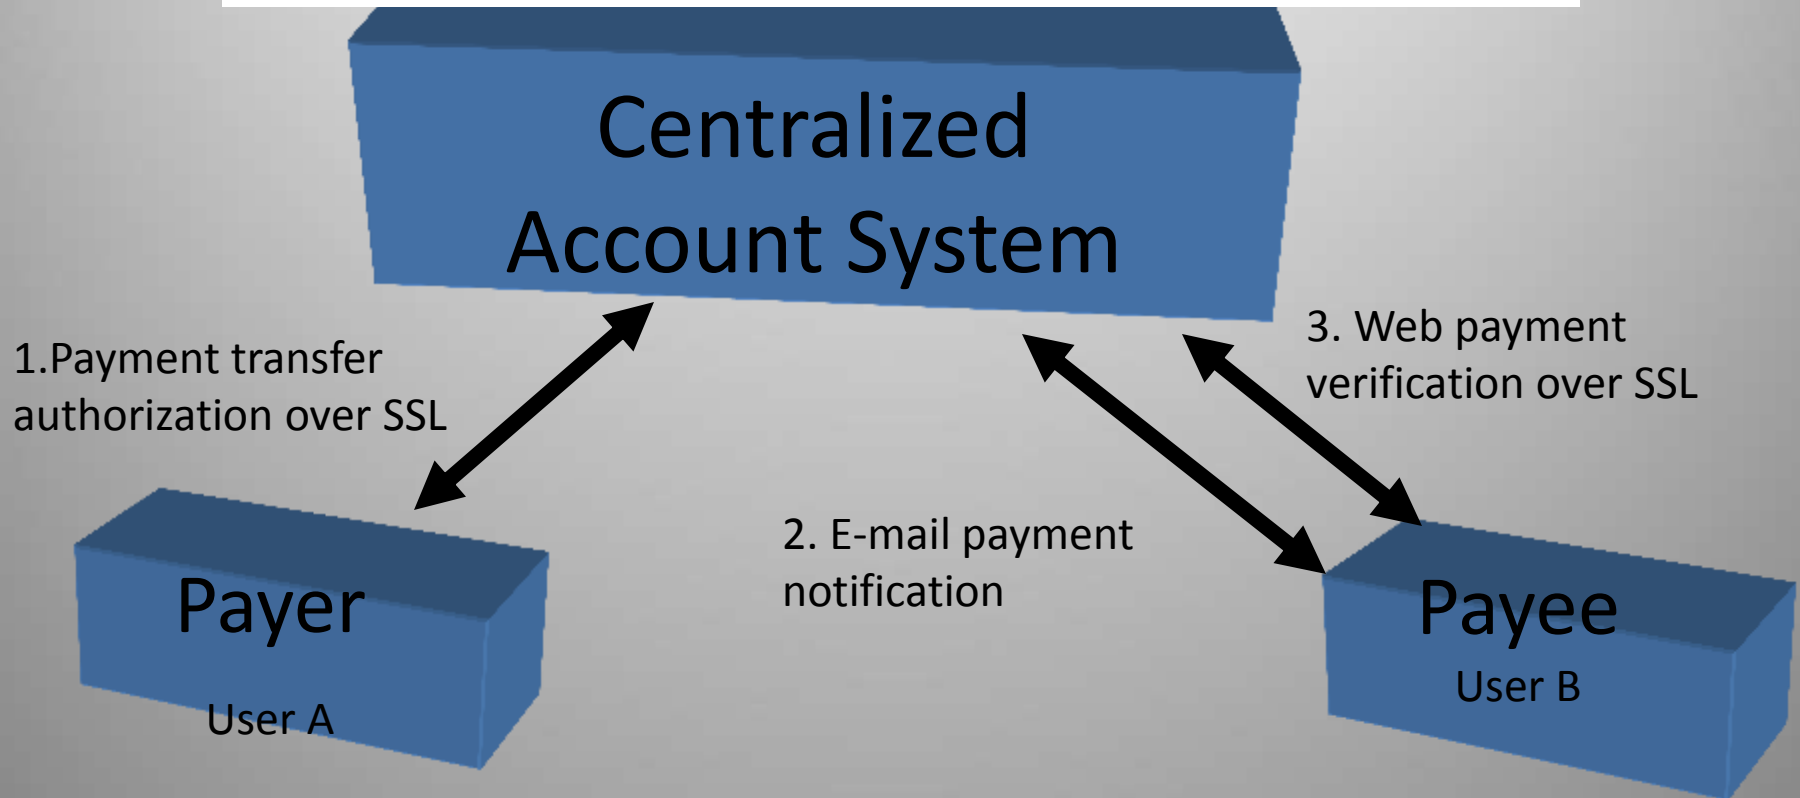 Centralized
Account System
1.Payment transfer
authorization over SSL
3. Web payment
verification over SSL
2. E-mail payment
notification
Payer
User A
Payee
User B